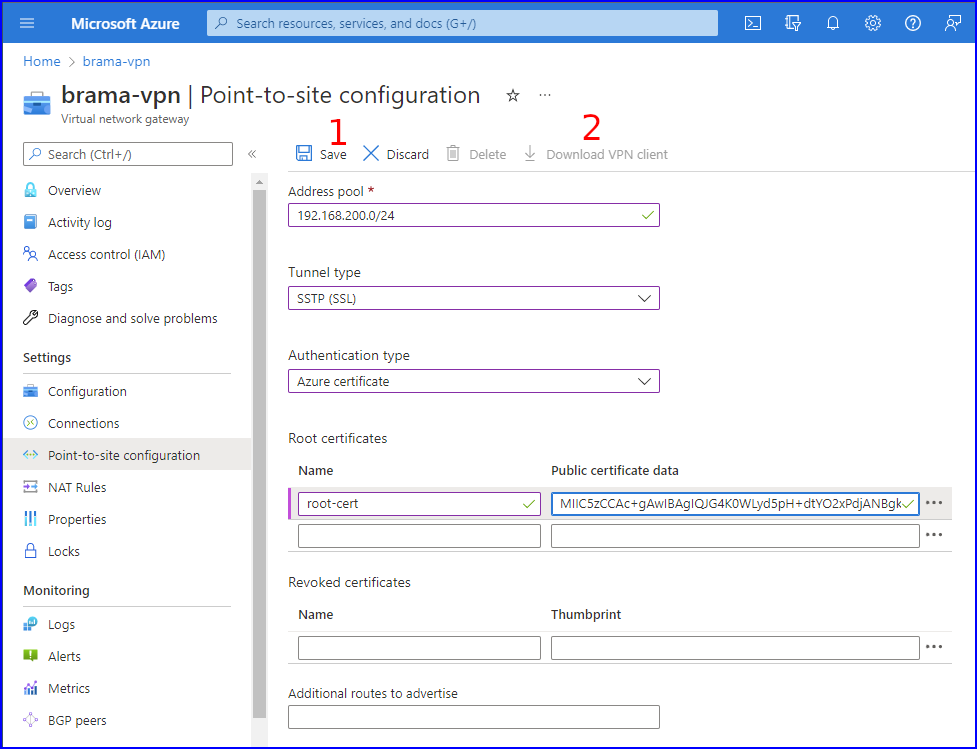 Microsoft Azure
Search resources, services, and docs (G+/)
Home > brama-vpn
brama-vpn | Point-to-site configuration
Virtual network gateway
1
2
Search (Ctrl+/)
Save
Discard
Delete
Download VPN client
Overview
Activity log
Access control (IAM)
Tags
Diagnose and solve problems
Settings
Configuration
Connections
Point-to-site configuration
NAT Rules
Properties
Locks
Monitoring
Logs
Alerts
Metrics
BGP peers
Address pool *
192.168.200.0/24
Tunnel type
SSTP (SSL)
Authentication type
Azure certificate
Root certificates
Name Public certificate data
root-cert MIIC5zCCAc+gAwIBAgIQJG4K0WLyd5pH+dtYO2xPdjANBgk
Revoked certificates
Name Thumbprint
Additional routes to advertise